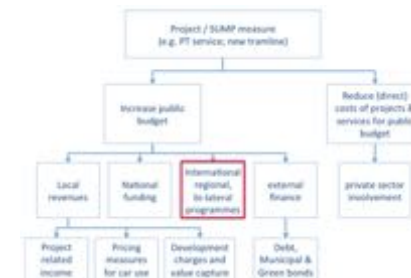 Project / SUMP measure
(e.g. PT service, new tramline)
Increase public
budget
Reduce (direct)
costs of projects &
services for public
budget
Local
revenues
National
funding
International
regional,
bi-lateral
programmes
external
finance
private sector
involvement
Project
related
income
Pricing
measures
for car use
Development
charges and
value capture
Debt,
Municipal &
Green bonds